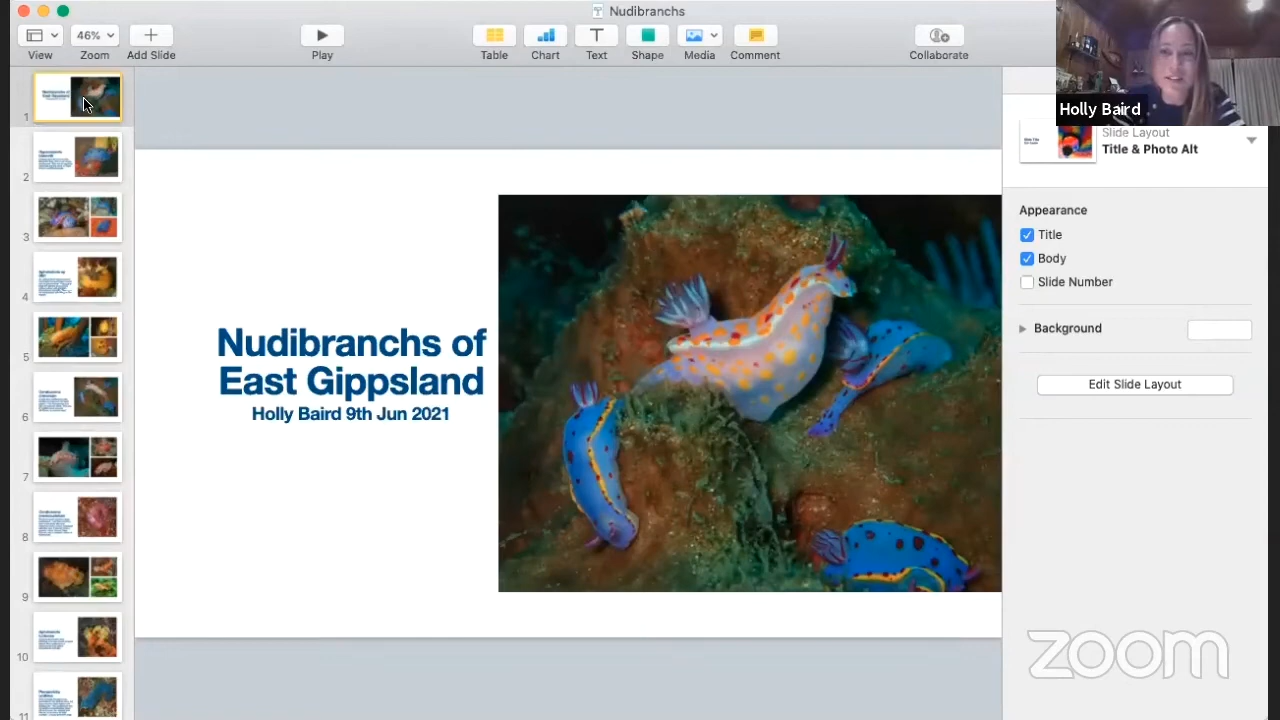 Nudibranchs
46%
View
Zoom
Add Slide
Play
Table
Chart
Text
Shape
Media
Comment
Collaborate
Holly Baird
Slide Layout
Title & Photo Alt
Appearance
Title
Body
Slide Number
Background
Edit Slide Layout
1
2
3
4
5
6
7
8
9
10
11
Nudibranchs of
East Gippsland
Holly Baird 9th Jun 2021
zoom